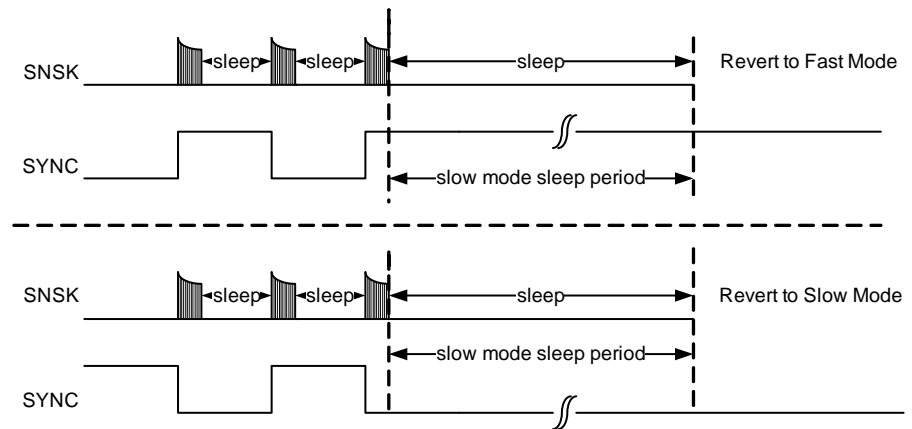 SNSK
sleep
sleep
sleep
Revert to Fast Mode
SYNC
slow mode sleep period
SNSK
sleep
sleep
sleep
Revert to Slow Mode
slow mode sleep period
SYNC